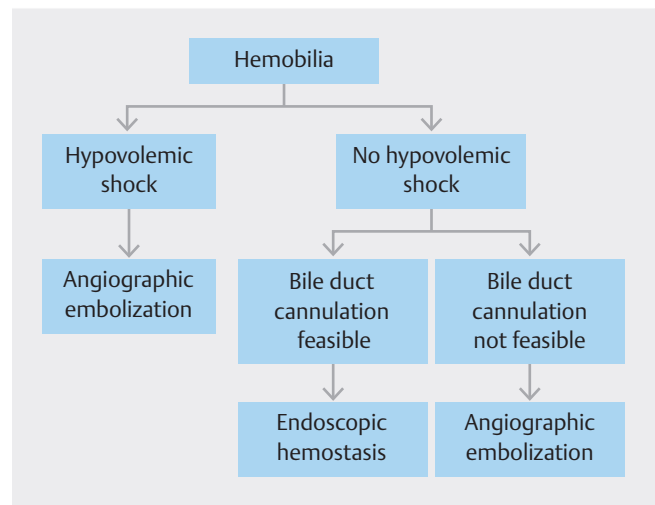 Hemobilia
Hypovolemic
shock
No hypovolemic
shock
Angiographic
embolization
Bile duct
cannulation
feasible
Bile duct
cannulation
not feasible
Endoscopic
hemostasis
Angiographic
embolization